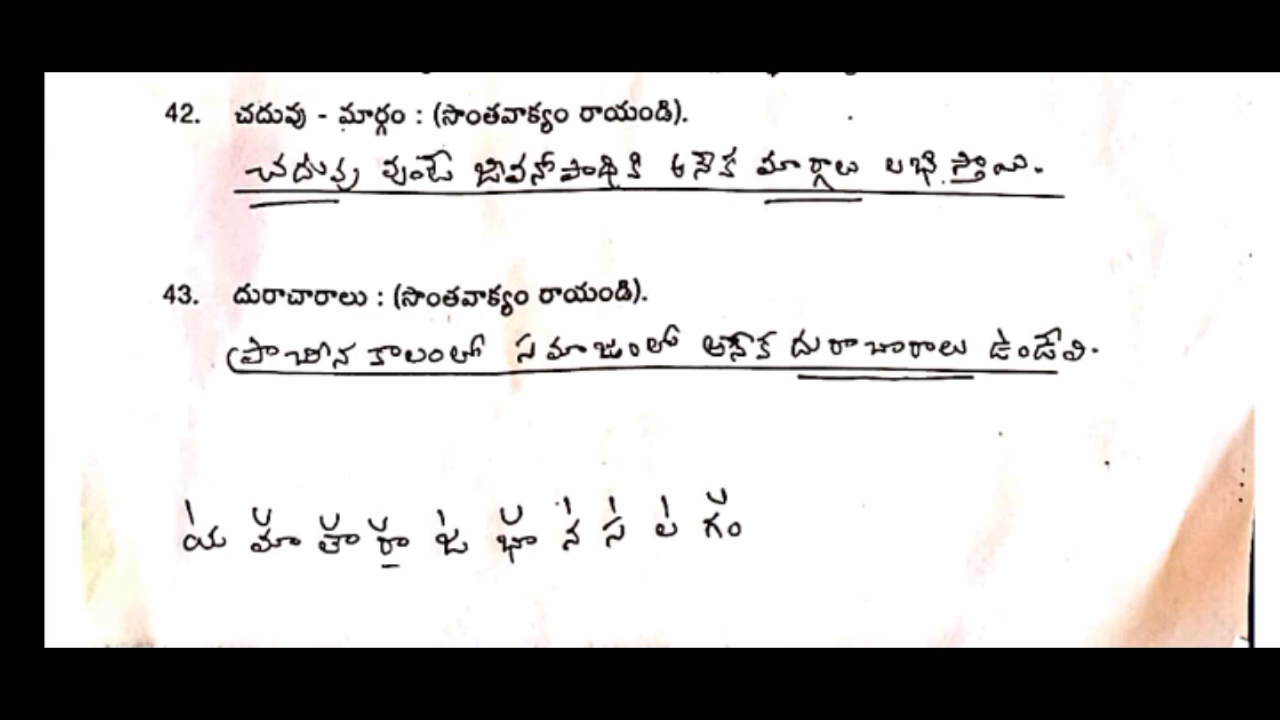 42. చదువు - మార్గం : (సొంతవాక్యం రాయండి).
చదువు వుంటే జీవనోపాధికి అనేక మార్గాలు లభిస్తాయి.
43. దురాచారాలు : (సొంతవాక్యం రాయండి).
ప్రాచీన కాలంలో సమాజంలో అనేక దురాచారాలు ఉండేవి.
య మా తా రా జ భా న స ల గం